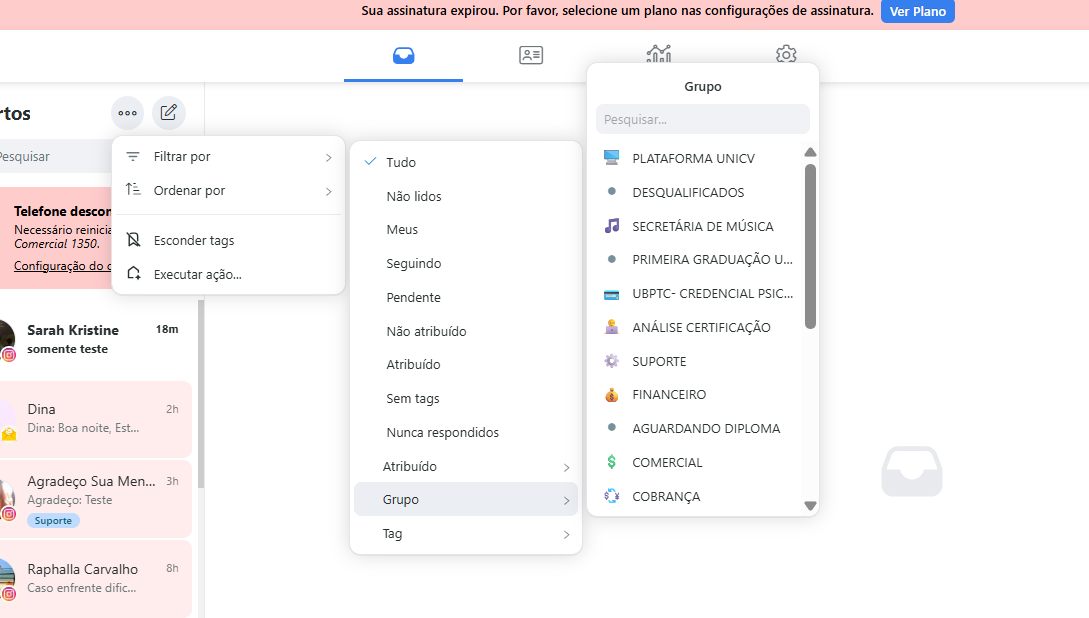 Sua assinatura expirou. Por favor, selecione um plano nas configurações de assinatura.
Ver Plano
rtos
Pesquisar
Telefone descon
Necessário reinicia
Comercial 1350.
Configuração do c
Sarah Kristine
18m
somente teste
Dina
2h
Dina: Boa noite, Est...
Agradeço Sua Men...
3h
Agradeço: Teste
Suporte
Raphalla Carvalho
8h
Caso enfrente dific...
Filtrar por
Ordenar por
Esconder tags
Executar ação...
Tudo
Não lidos
Meus
Seguindo
Pendente
Não atribuído
Atribuído
Sem tags
Nunca respondidos
Atribuído
Grupo
Tag
Grupo
Pesquisar...
PLATAFORMA UNICV
DESQUALIFICADOS
SECRETÁRIA DE MÚSICA
PRIMEIRA GRADUAÇÃO U...
UBPTC- CREDENCIAL PSIC...
ANÁLISE CERTIFICAÇÃO
SUPORTE
FINANCEIRO
AGUARDANDO DIPLOMA
COMERCIAL
COBRANÇA